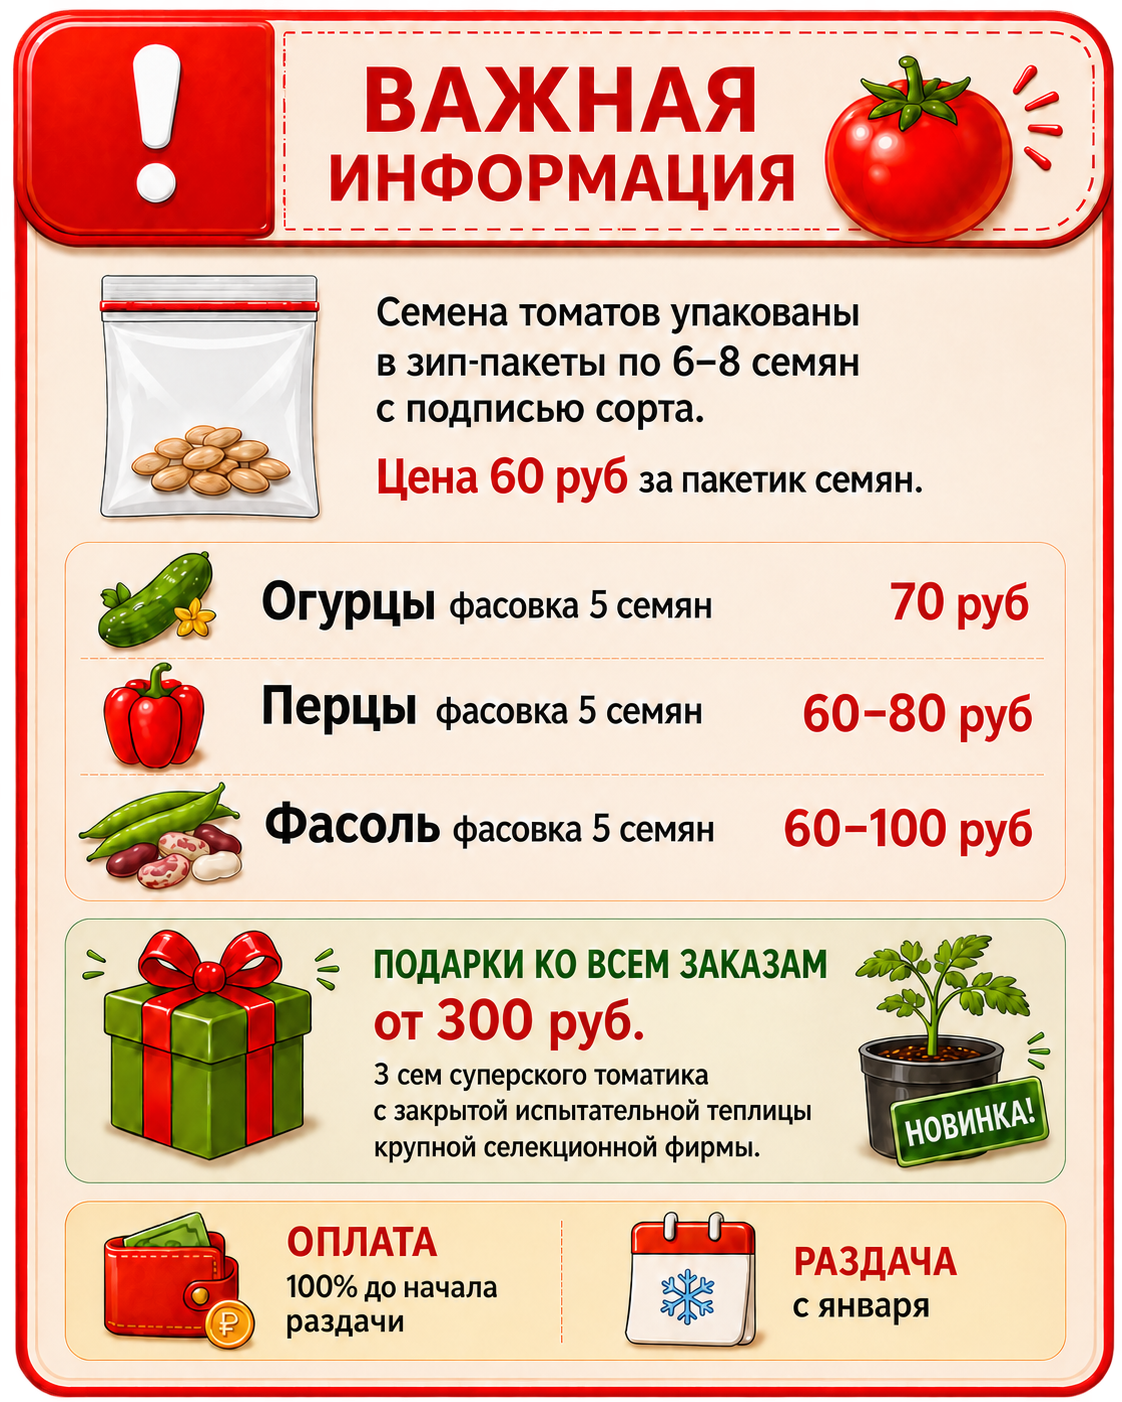 !
ВАЖНАЯ
ИНФОРМАЦИЯ
Семена томатов упакованы
в зип-пакеты по 6–8 семян
с подписью сорта.
Цена 60 руб за пакетик семян.
Огурцы фасовка 5 семян 70 руб
Перцы фасовка 5 семян 60–80 руб
Фасоль фасовка 5 семян 60–100 руб
ПОДАРКИ КО ВСЕМ ЗАКАЗАМ
от 300 руб.
3 сем суперского томатика
с закрытой испытательной теплицы
крупной селекционной фирмы.
НОВИНКА!
ОПЛАТА
100% до начала
раздачи
₽
РАЗДАЧА
с января